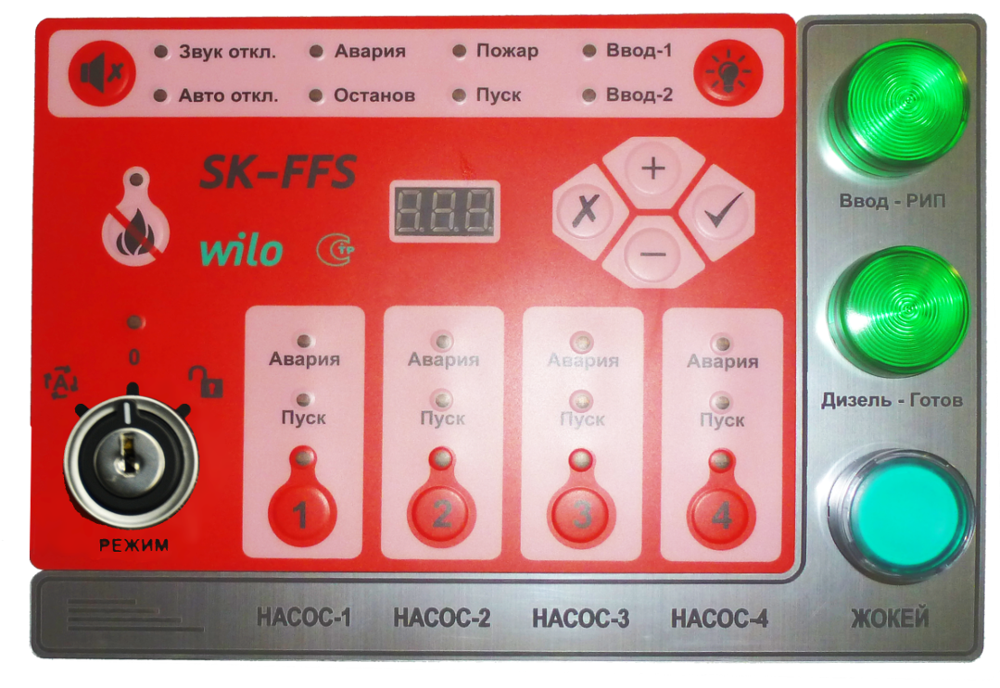 Звук откл. Авария Пожар Ввод-1
Авто откл. Останов Пуск Ввод-2
SK-FFS
wilo СТР
Ввод - РИП
0
A
Авария Авария Авария Авария
Дизель - Готов
Пуск Пуск Пуск Пуск
1 2 3 4
РЕЖИМ
НАСОС-1 НАСОС-2 НАСОС-3 НАСОС-4 ЖОКЕЙ